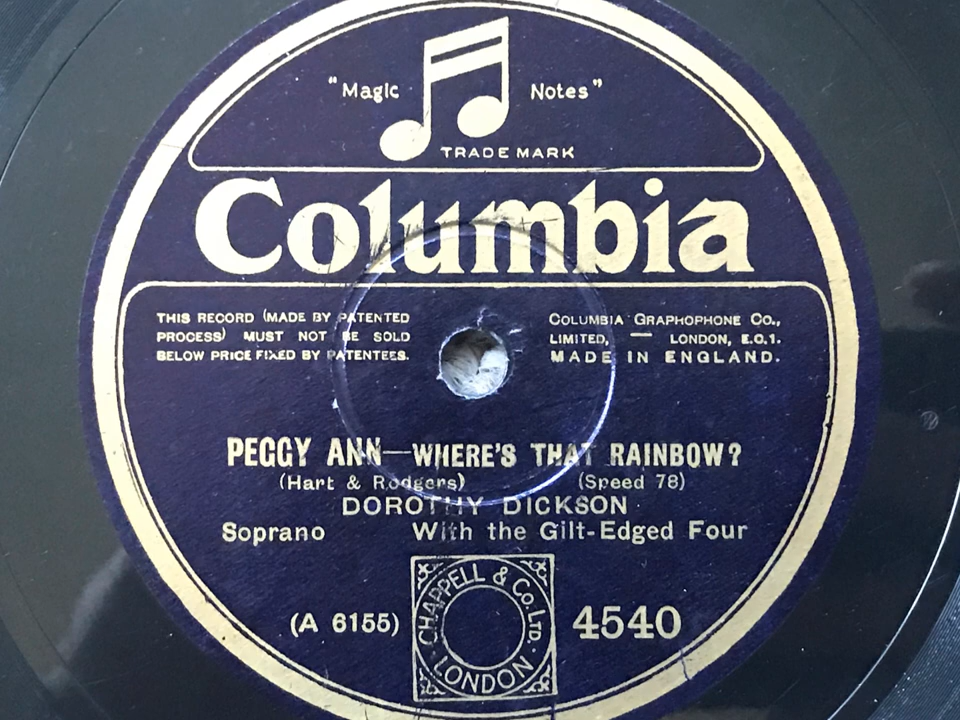 "Magic Notes"
TRADE MARK
Columbia
THIS RECORD (MADE BY PATENTED
PROCESS) MUST NOT BE SOLD
BELOW PRICE FIXED BY PATENTEES.
COLUMBIA GRAPHOPHONE CO.,
LIMITED, — LONDON, E.C.1.
MADE IN ENGLAND.
PEGGY ANN—WHERE'S THAT RAINBOW?
(Hart & Rodgers) (Speed 78)
DOROTHY DICKSON
Soprano With the Gilt-Edged Four
(A 6155) 4540
CHAPPELL & CO. LTD.
LONDON